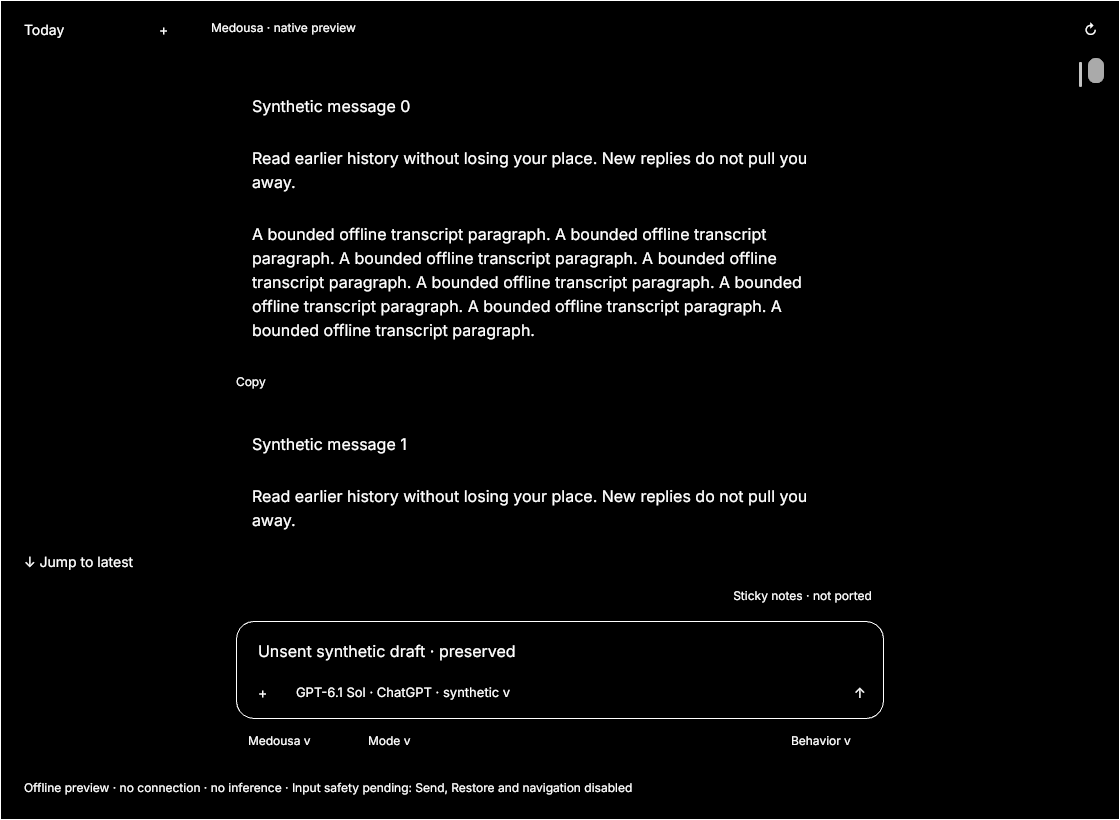 Today
+
Medousa · native preview
Synthetic message 0
Read earlier history without losing your place. New replies do not pull you
away.
A bounded offline transcript paragraph. A bounded offline transcript
paragraph. A bounded offline transcript paragraph. A bounded offline
transcript paragraph. A bounded offline transcript paragraph. A bounded
offline transcript paragraph. A bounded offline transcript paragraph. A
bounded offline transcript paragraph.
Copy
Synthetic message 1
Read earlier history without losing your place. New replies do not pull you
away.
↓ Jump to latest
Sticky notes · not ported
Unsent synthetic draft · preserved
+ GPT-6.1 Sol · ChatGPT · synthetic v ↑
Medousa v Mode v Behavior v
Offline preview · no connection · no inference · Input safety pending: Send, Restore and navigation disabled